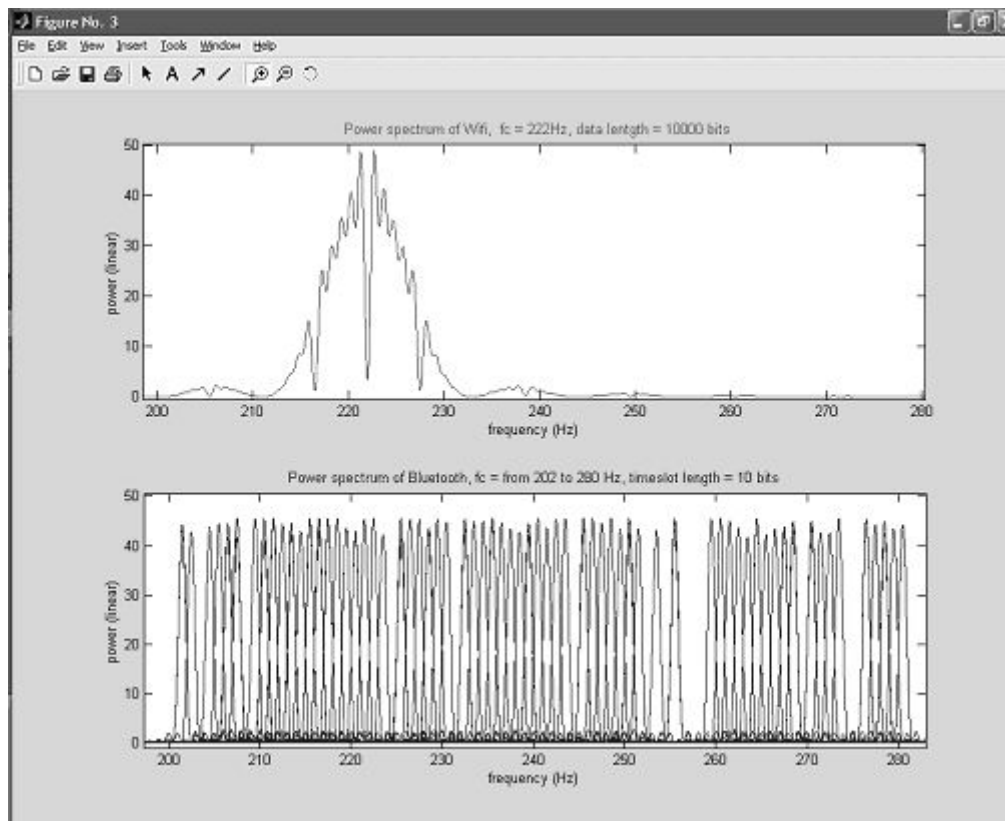 Figure No. 3
File Edit View Insert Tools Window Help
Power spectrum of Wifi, fc = 222Hz, data lentgth = 10000 bits
50
40
30
20
10
0
power (linear)
200 210 220 230 240 250 260 270 280
frequency (Hz)
Power spectrum of Bluetooth, fc = from 202 to 280 Hz, timeslot length = 10 bits
50
40
30
20
10
0
power (linear)
200 210 220 230 240 250 260 270 280
frequency (Hz)